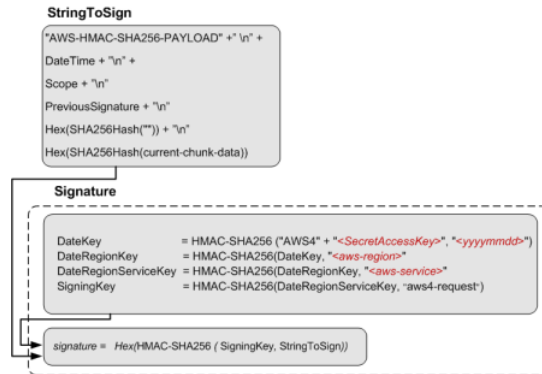 StringToSign
"AWS-HMAC-SHA256-PAYLOAD" +" \n" +
DateTime + "\n" +
Scope + "\n"
PreviousSignature + "\n"
Hex(SHA256Hash("")) + "\n"
Hex(SHA256Hash(current-chunk-data))
Signature
DateKey = HMAC-SHA256 ("AWS4" + "<SecretAccessKey>", "<yyyymmdd>")
DateRegionKey = HMAC-SHA256(DateKey, "<aws-region>"
DateRegionServiceKey = HMAC-SHA256(DateRegionKey, "<aws-service>"
SigningKey = HMAC-SHA256(DateRegionServiceKey, "aws4-request")
signature = Hex(HMAC-SHA256 ( SigningKey, StringToSign))